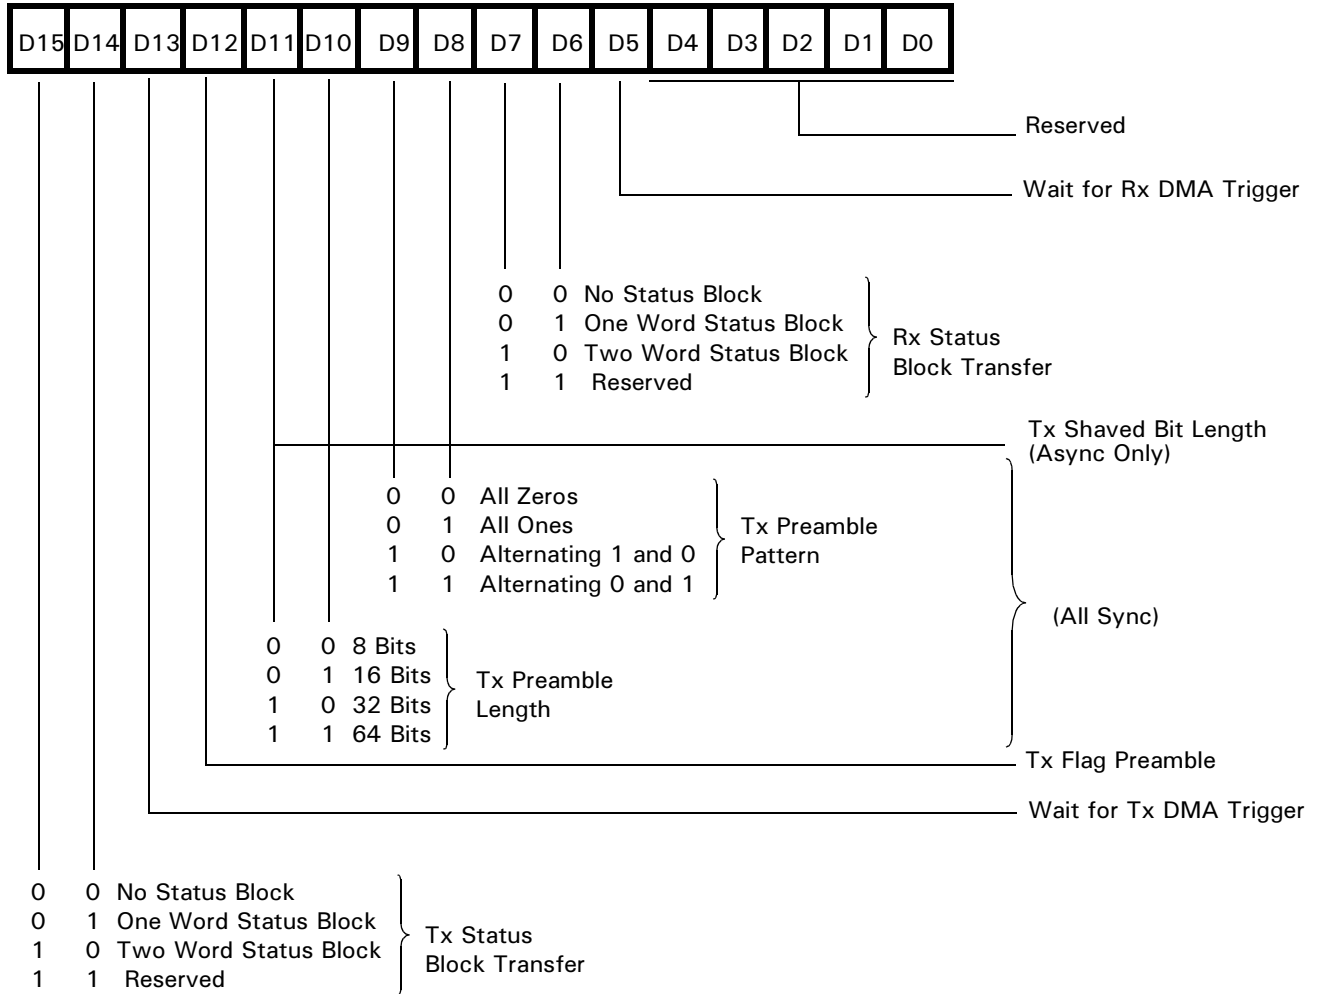 D15 D14 D13 D12 D11 D10 D9 D8 D7 D6 D5 D4 D3 D2 D1 D0
Reserved
Wait for Rx DMA Trigger
0 0 No Status Block
0 1 One Word Status Block
1 0 Two Word Status Block
1 1 Reserved
Rx Status
Block Transfer
Tx Shaved Bit Length
(Async Only)
0 0 All Zeros
0 1 All Ones
1 0 Alternating 1 and 0
1 1 Alternating 0 and 1
Tx Preamble
Pattern
(All Sync)
0 0 8 Bits
0 1 16 Bits
1 0 32 Bits
1 1 64 Bits
Tx Preamble
Length
Tx Flag Preamble
Wait for Tx DMA Trigger
0 0 No Status Block
0 1 One Word Status Block
1 0 Two Word Status Block
1 1 Reserved
Tx Status
Block Transfer